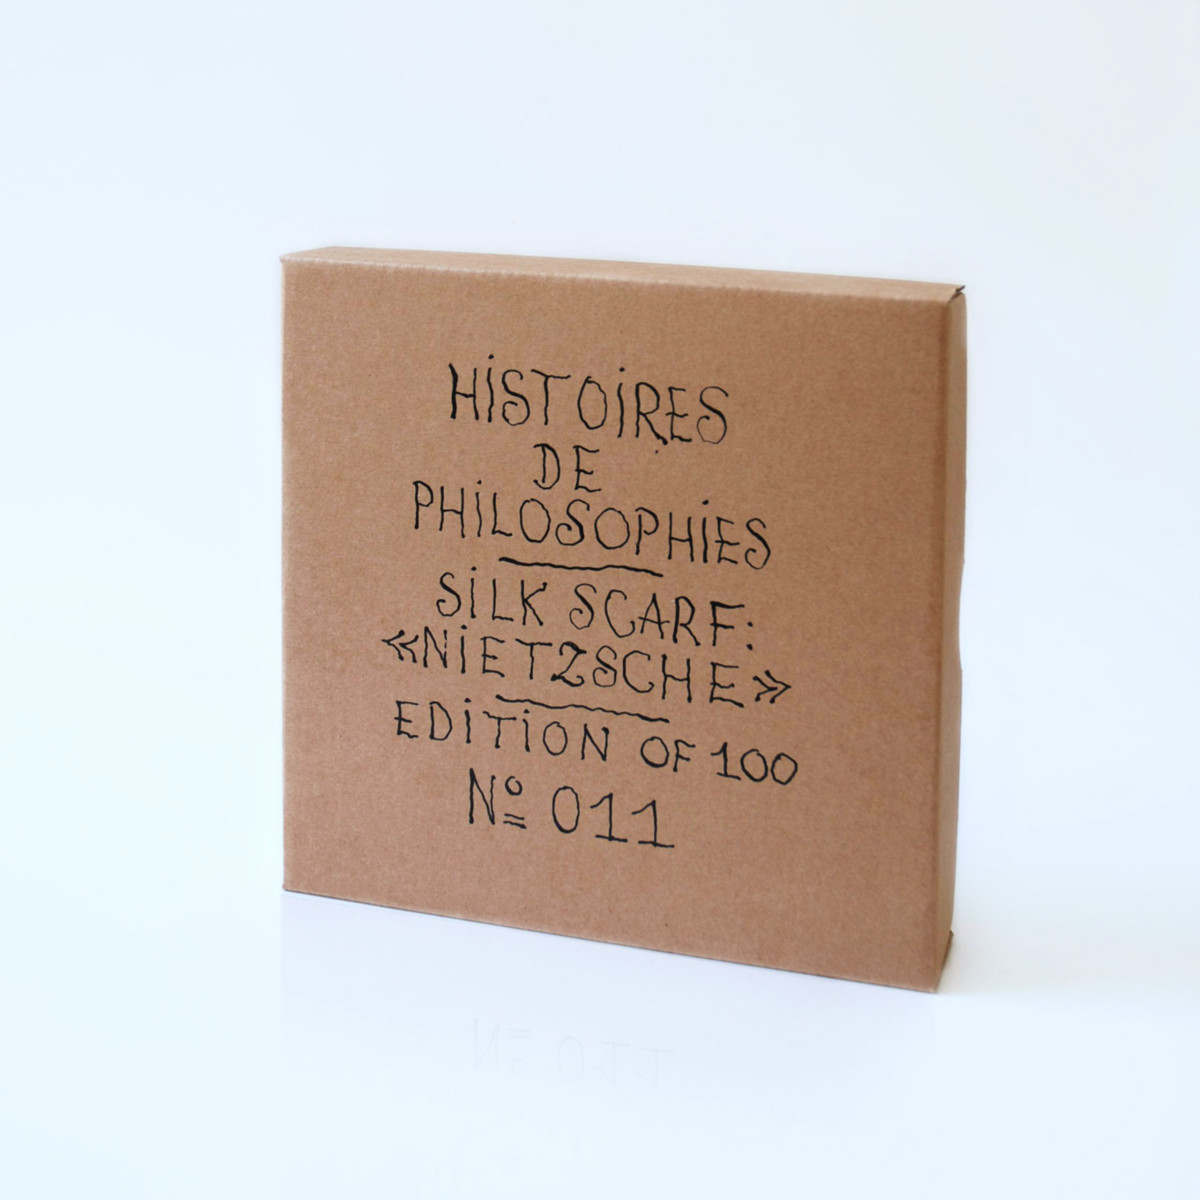 HISTOIRES
DE
PHILOSOPHIES
SILK SCARF:
«NIETZSCHE»
EDITION OF 100
Nº 011